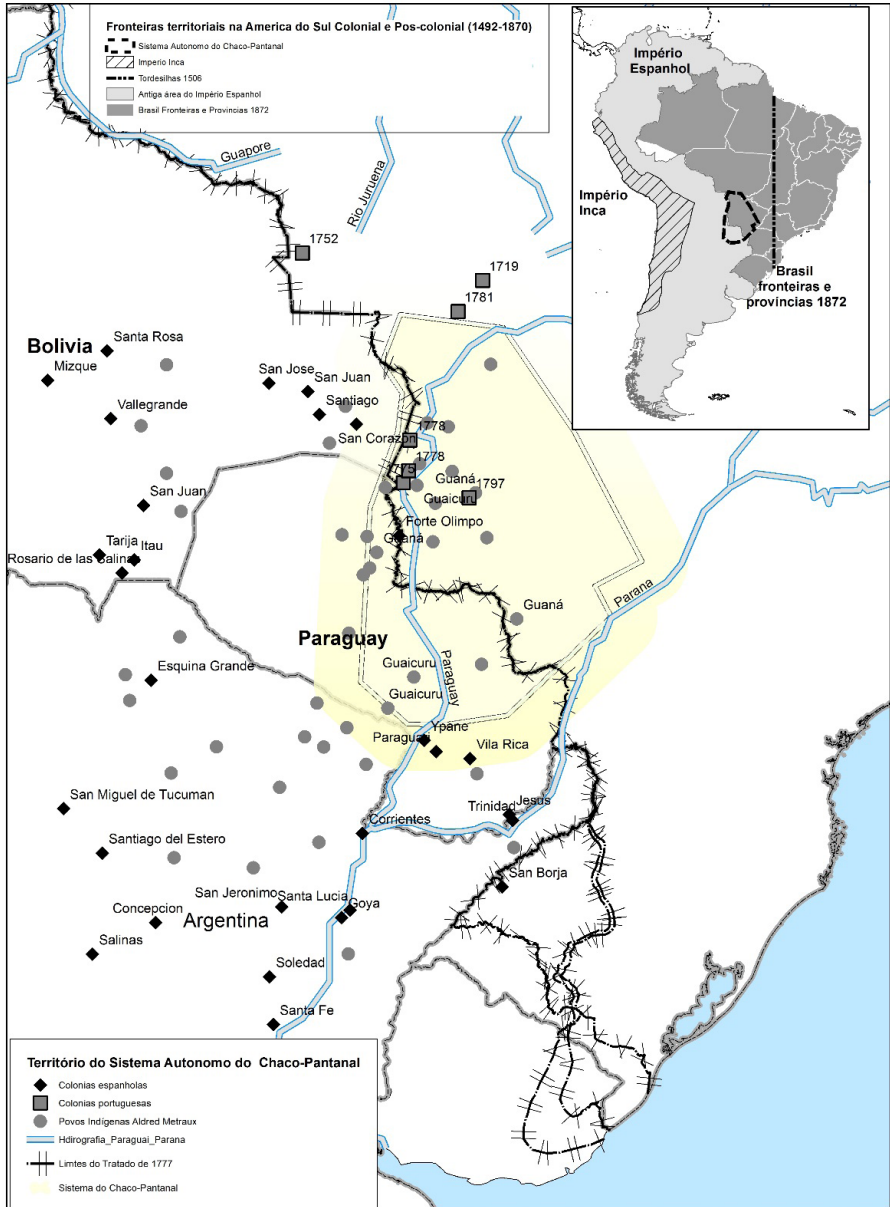 Fronteiras territoriais na America do Sul Colonial e Pos-colonial (1492-1870)
Sistema Autonomo do Chaco-Pantanal
Imperio Inca
Tordesilhas 1506
Antiga área do Império Espanhol
Brasil Fronteiras e Provincias 1872
Império
Espanhol
Império
Inca
Brasil
fronteiras e
províncias 1872
Guapore
Rio Juruena
1752
1719
1781
Santa Rosa
Bolivia
Mizque
San Jose
San Juan
Vallegrande
Santiago
San Corazon
1778
1778
1775
Guaná
1797
Guaicuru
San Juan
Forte Olimpo
Guaná
Tarija
Itau
Rosario de las Salinas
Parana
Guaná
Paraguay
Paraguay
Esquina Grande
Guaicuru
Guaicuru
Ypane
Paraguari
Vila Rica
San Miguel de Tucuman
Trinidad
Jesus
Corrientes
Santiago del Estero
San Borja
San Jeronimo
Santa Lucia
Goya
Concepcion
Argentina
Salinas
Soledad
Santa Fe
Território do Sistema Autonomo do Chaco-Pantanal
Colonias espanholas
Colonias portuguesas
Povos Indígenas Aldred Metraux
Hdirografia_Paraguai_Parana
Limtes do Tratado de 1777
Sistema do Chaco-Pantanal